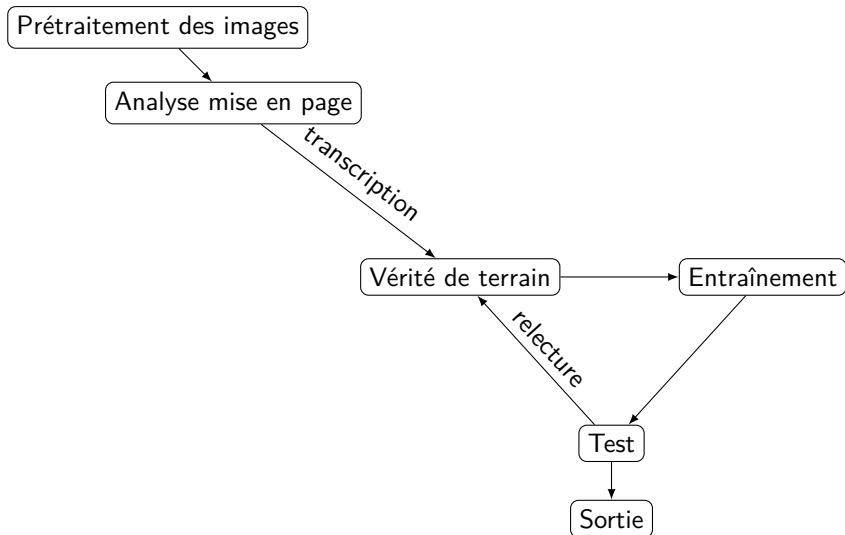 Prétraitement des images
Analyse mise en page
transcription
Vérité de terrain
Entraînement
relecture
Test
Sortie